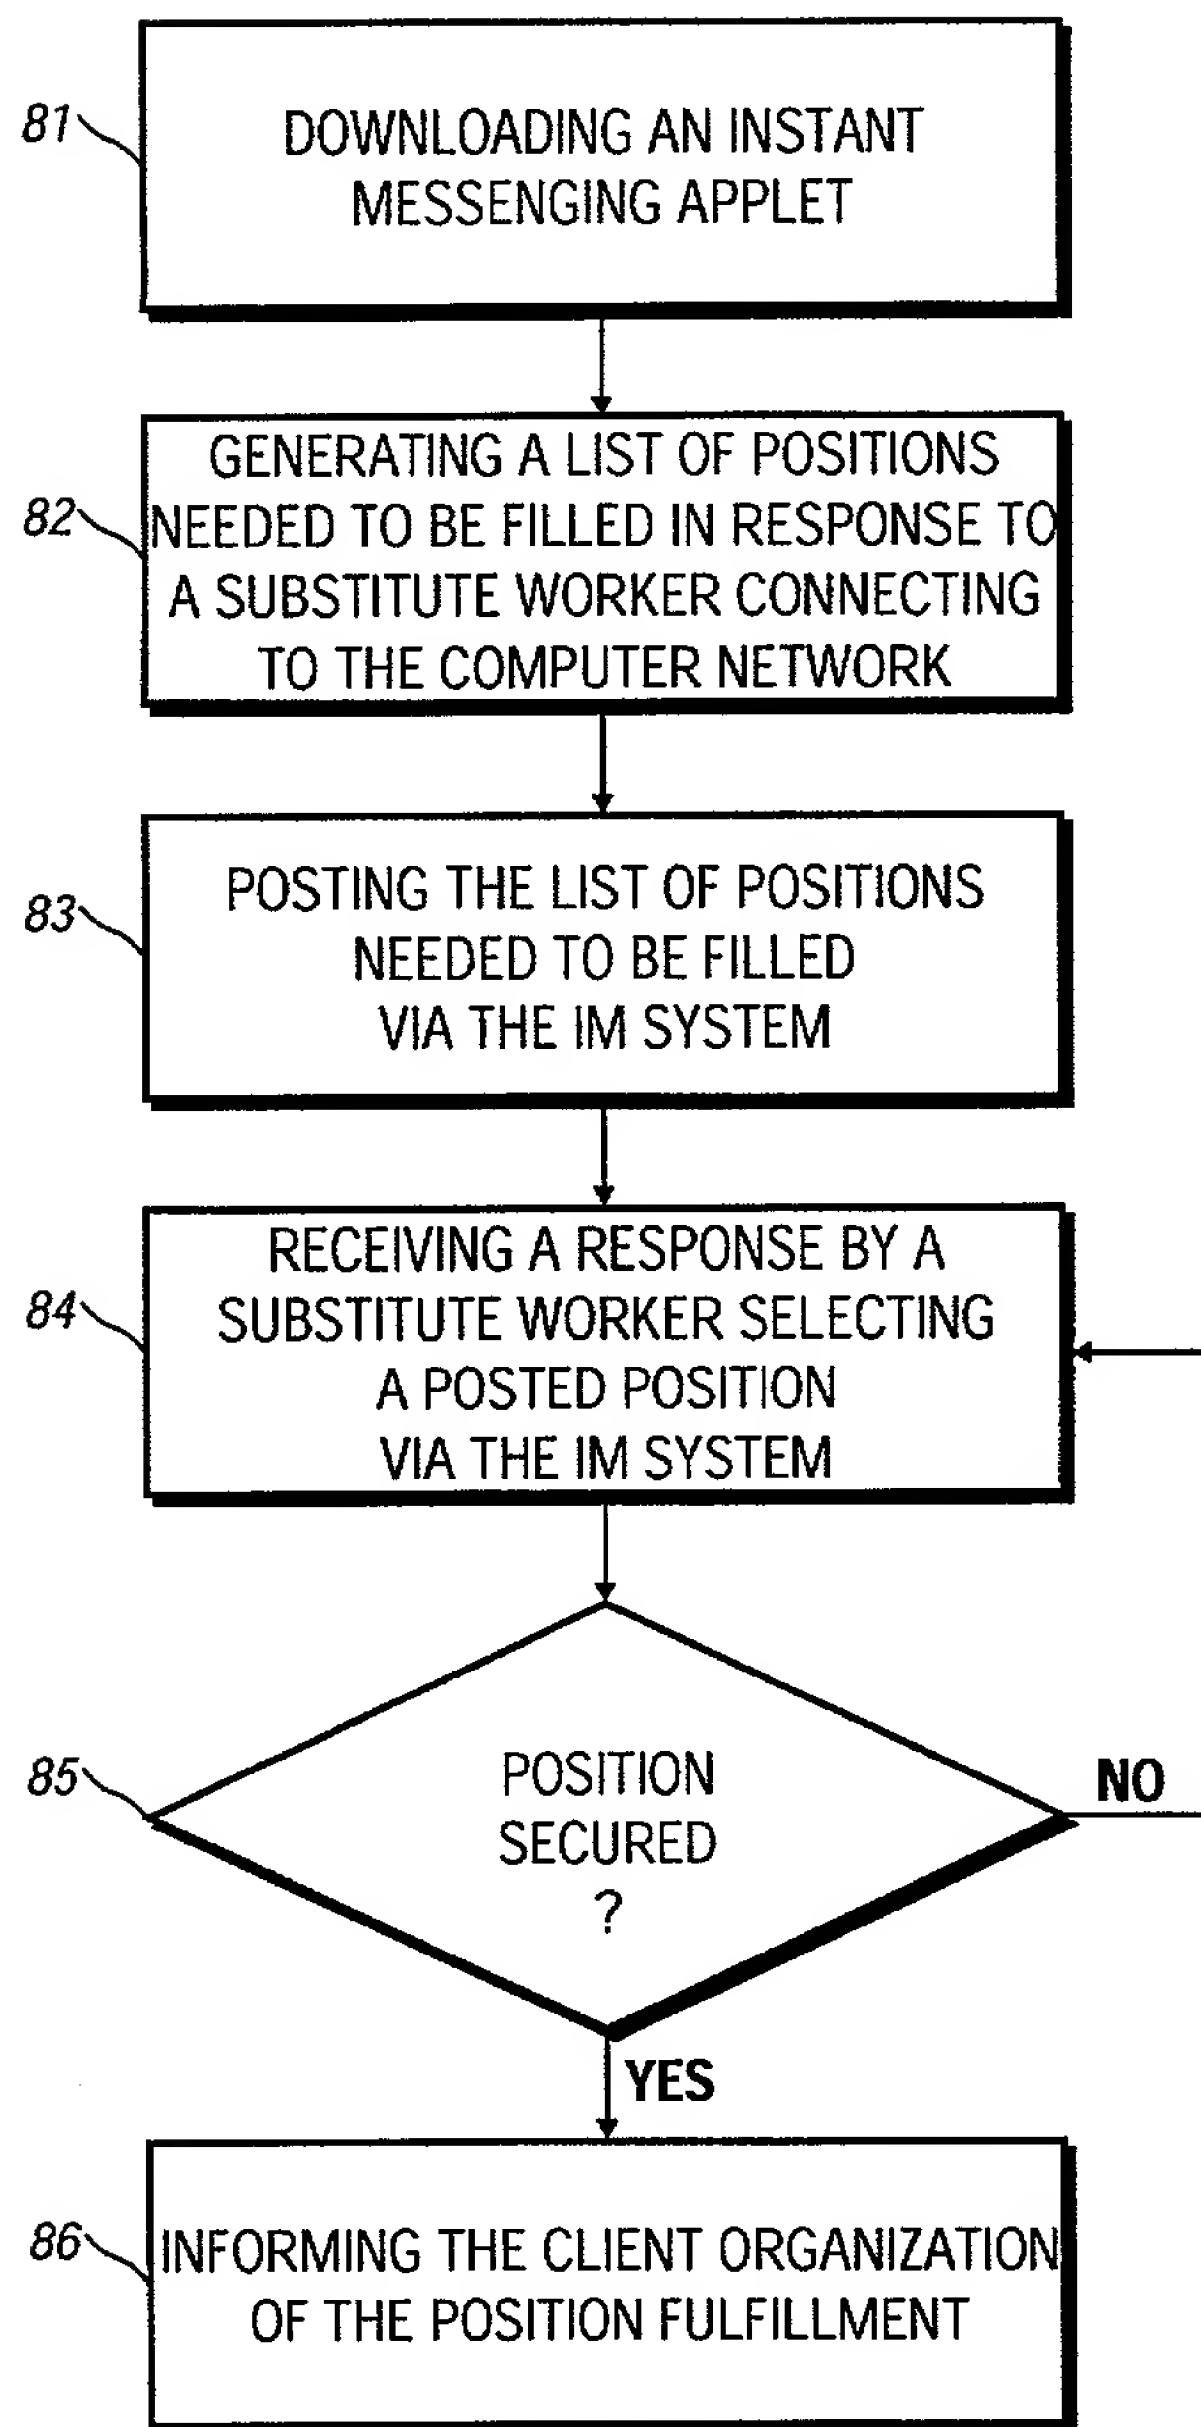 81
DOWNLOADING AN INSTANT
MESSENGING APPLET
82
GENERATING A LIST OF POSITIONS
NEEDED TO BE FILLED IN RESPONSE TO
A SUBSTITUTE WORKER CONNECTING
TO THE COMPUTER NETWORK
83
POSTING THE LIST OF POSITIONS
NEEDED TO BE FILLED
VIA THE IM SYSTEM
84
RECEIVING A RESPONSE BY A
SUBSTITUTE WORKER SELECTING
A POSTED POSITION
VIA THE IM SYSTEM
85
POSITION
SECURED
?
NO
YES
86
INFORMING THE CLIENT ORGANIZATION
OF THE POSITION FULFILLMENT